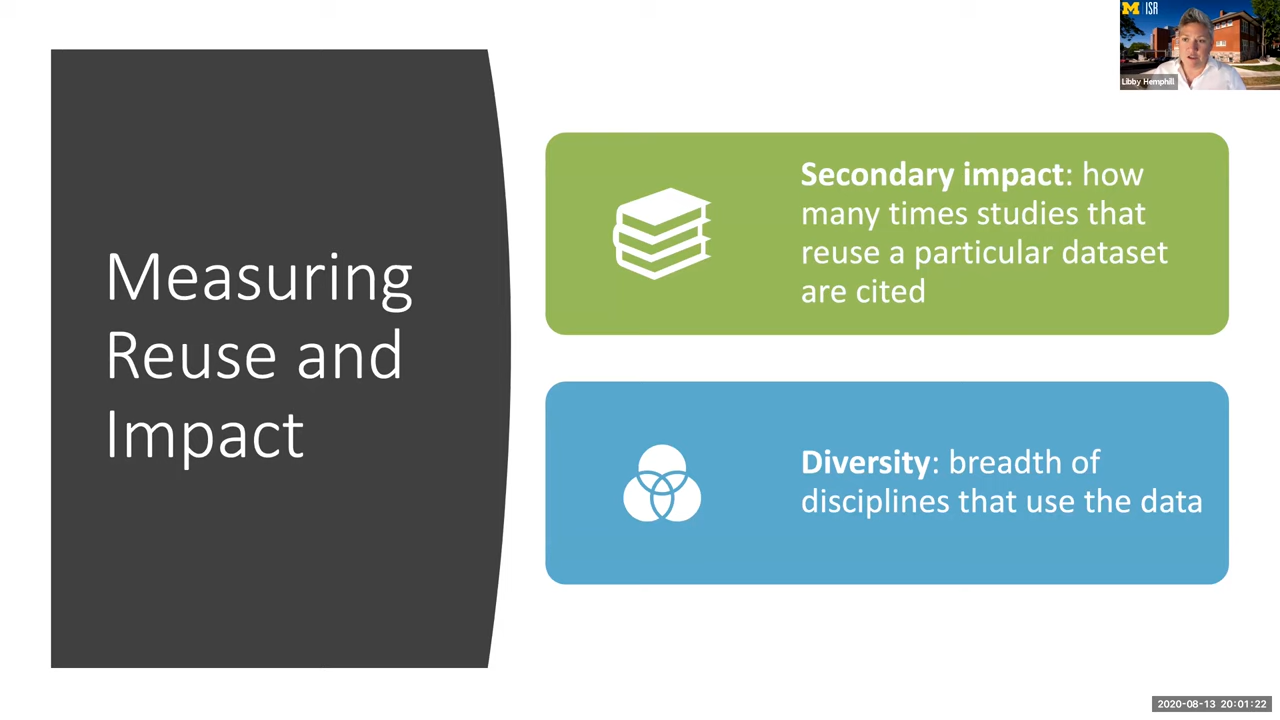 M ISR
Libby Hemphill
Measuring
Reuse and
Impact
Secondary impact: how
many times studies that
reuse a particular dataset
are cited
Diversity: breadth of
disciplines that use the data
2020-08-13 20:01:22